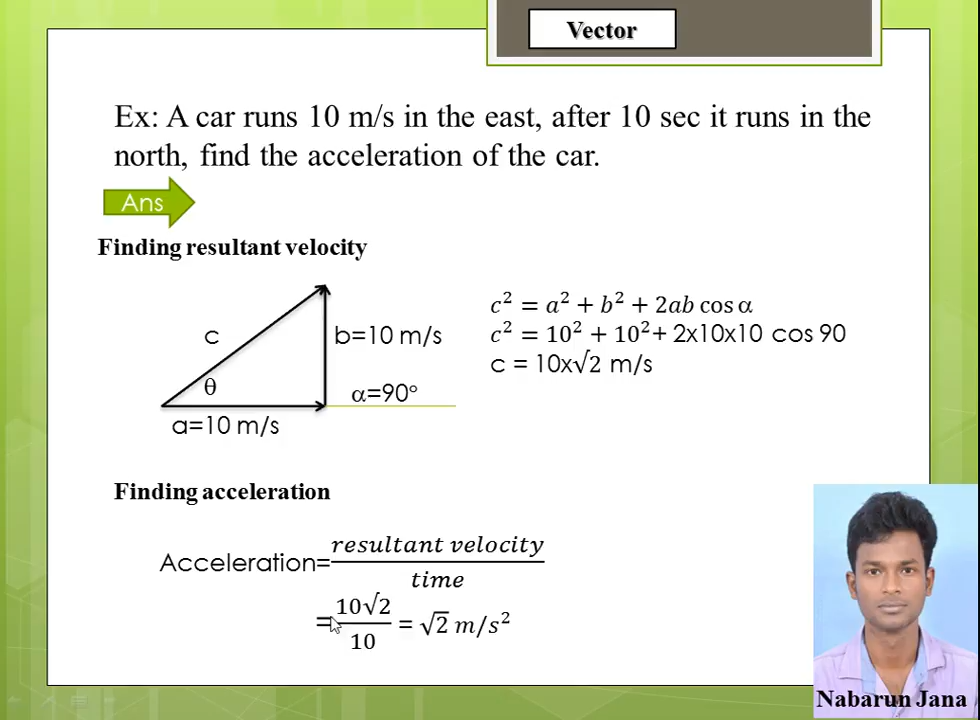 Vector
Ex: A car runs 10 m/s in the east, after 10 sec it runs in the
north, find the acceleration of the car.
Ans
Finding resultant velocity
c
b=10 m/s
θ
α=90°
a=10 m/s
c² = a² + b² + 2ab cos α
c² = 10² + 10² + 2x10x10 cos 90
c = 10x√2 m/s
Finding acceleration
Acceleration= resultant velocity / time
= 10√2 / 10 = √2 m/s²
Nabarun Jana